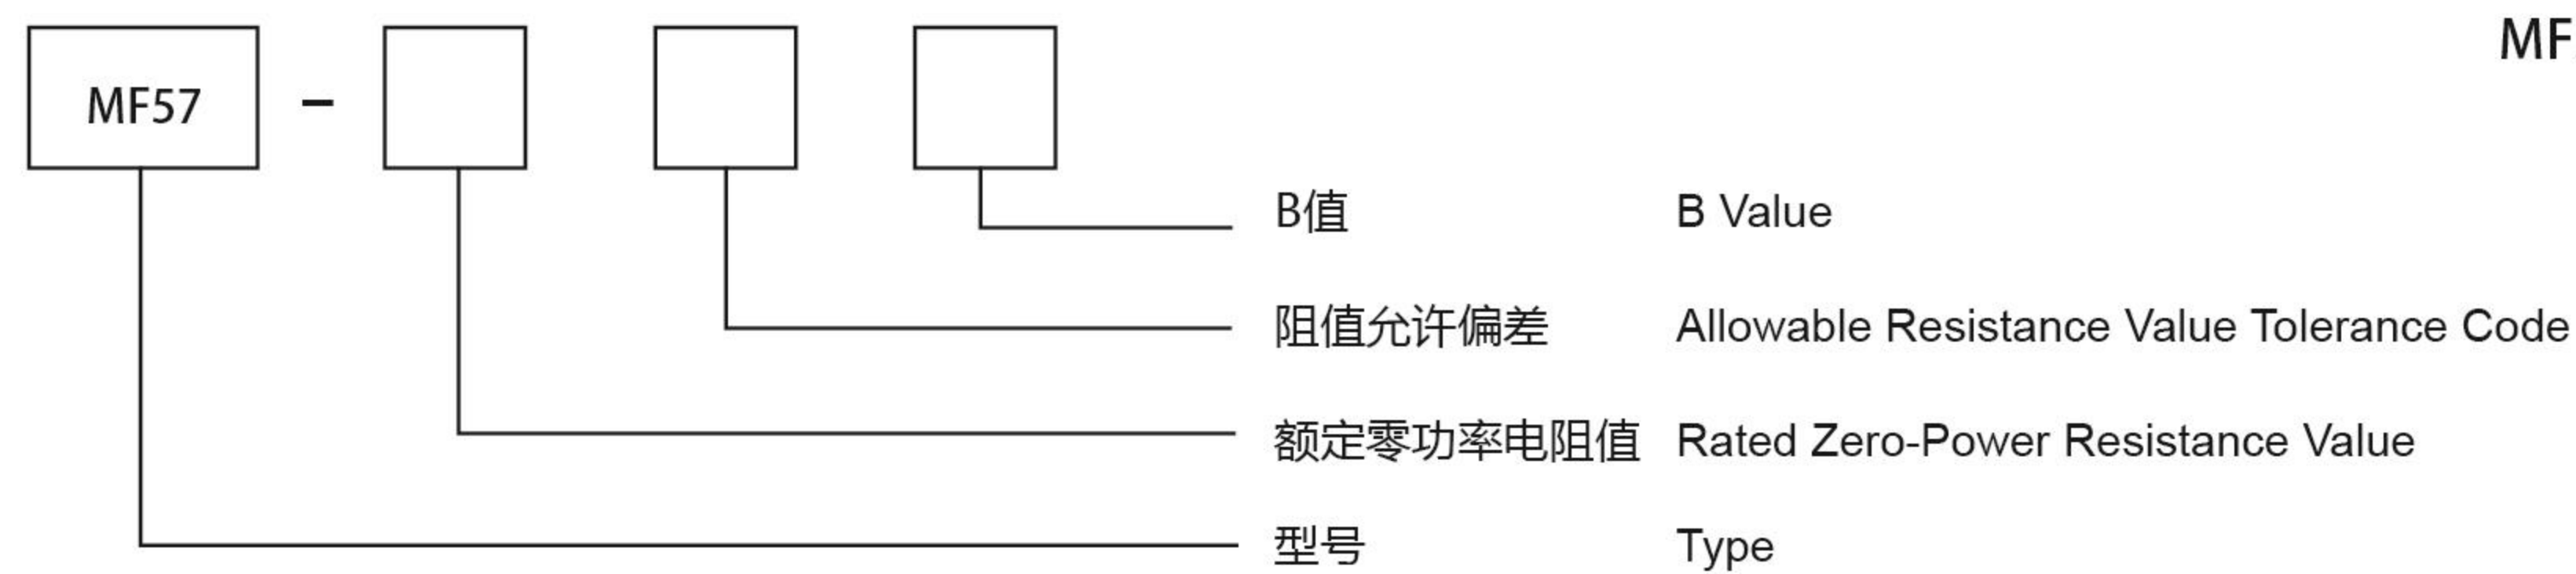 MF57 –
MF
B值 B Value
阻值允许偏差 Allowable Resistance Value Tolerance Code
额定零功率电阻值 Rated Zero-Power Resistance Value
型号 Type